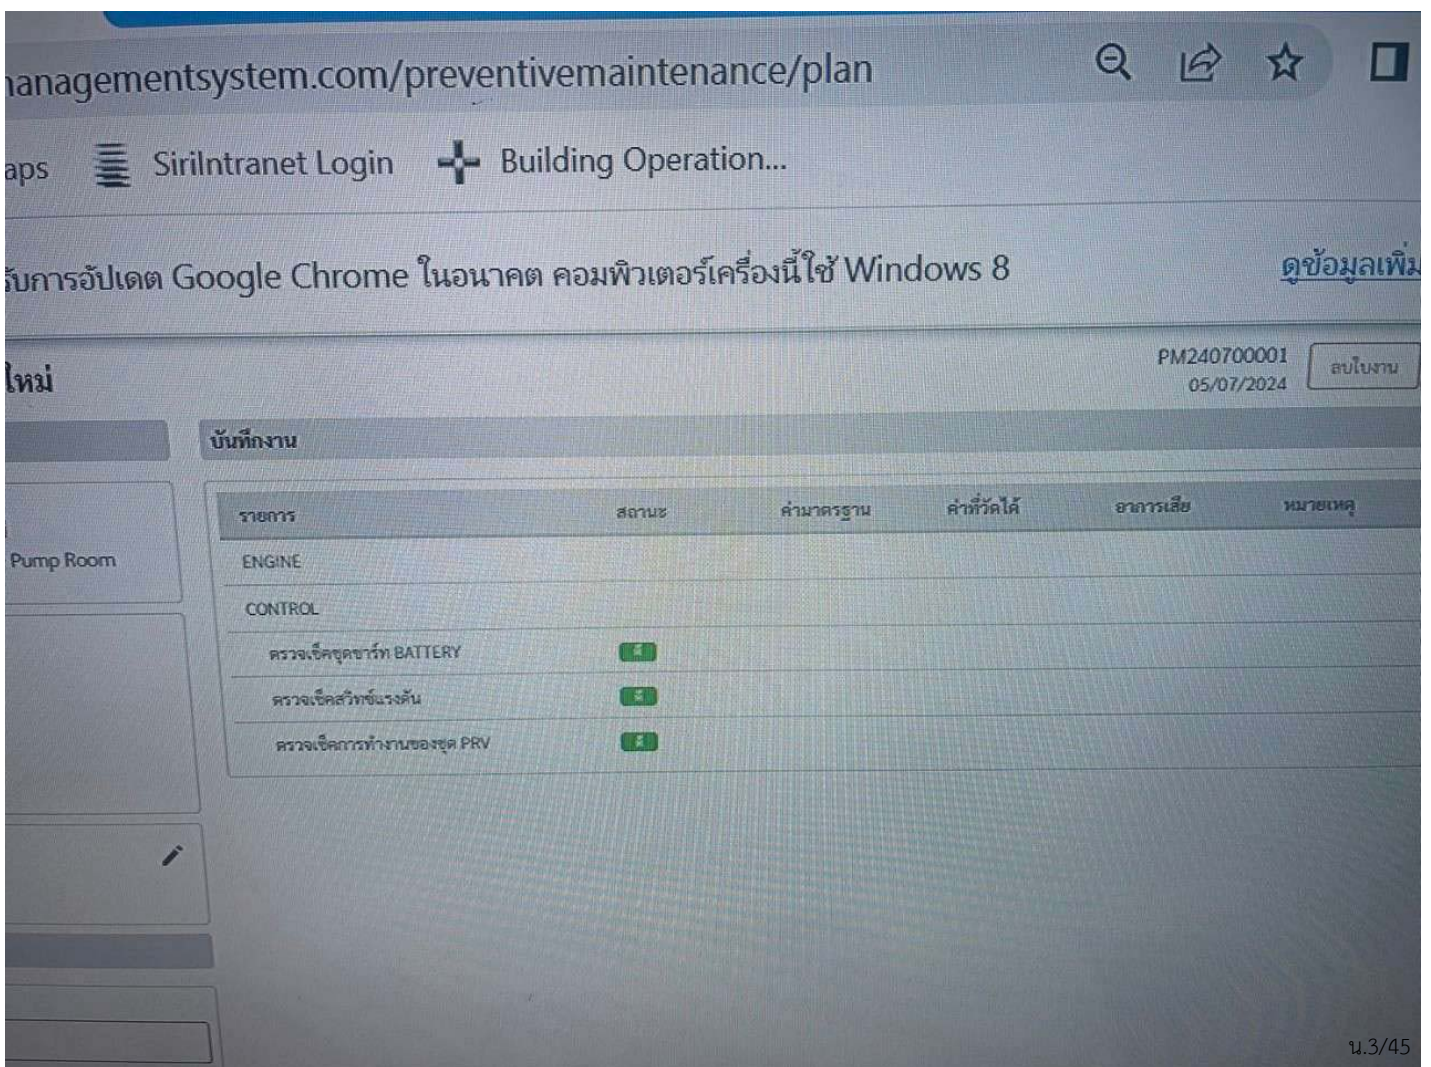 managementsystem.com/preventivemaintenance/plan
aps SiriIntranet Login Building Operation...
รับการอัปเดต Google Chrome ในอนาคต คอมพิวเตอร์เครื่องนี้ใช้ Windows 8 ดูข้อมูลเพิ่ม
ใหม่
PM240700001
05/07/2024
ลบใบงาน
บันทึกงาน
รายการ สถานะ ค่ามาตรฐาน ค่าที่วัดได้ อาการเสีย หมายเหตุ
Pump Room
ENGINE
CONTROL
ตรวจเช็คชุดชาร์ท BATTERY ดี
ตรวจเช็คสวิทช์แรงดัน ดี
ตรวจเช็คการทำงานของชุด PRV ดี
น.3/45